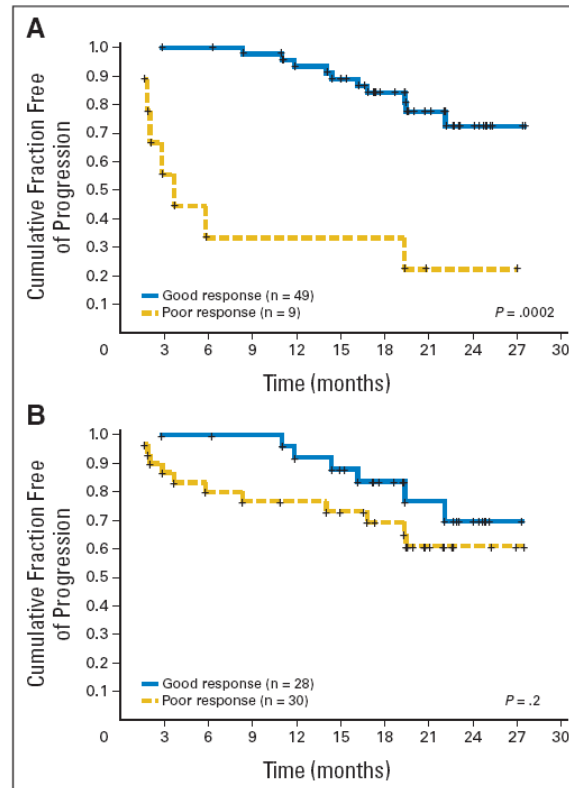 A
1.0
0.9
0.8
0.7
0.6
0.5
0.4
0.3
0.2
0.1
Cumulative Fraction Free
of Progression
Good response (n = 49)
Poor response (n = 9)
P = .0002
0 3 6 9 12 15 18 21 24 27 30
Time (months)
B
1.0
0.9
0.8
0.7
0.6
0.5
0.4
0.3
0.2
0.1
Cumulative Fraction Free
of Progression
Good response (n = 28)
Poor response (n = 30)
P = .2
0 3 6 9 12 15 18 21 24 27 30
Time (months)